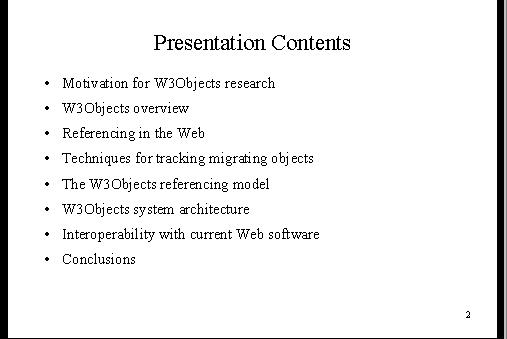 Presentation Contents
• Motivation for W3Objects research
• W3Objects overview
• Referencing in the Web
• Techniques for tracking migrating objects
• The W3Objects referencing model
• W3Objects system architecture
• Interoperability with current Web software
• Conclusions
2